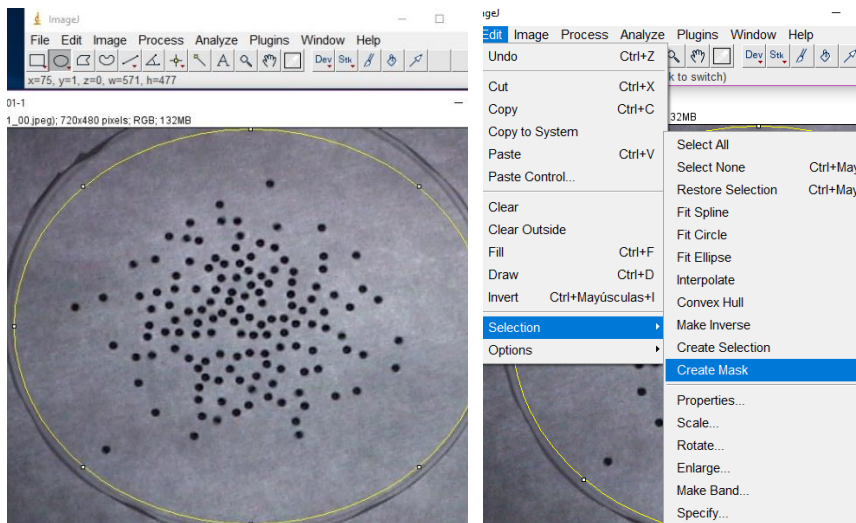 ImageJ
File Edit Image Process Analyze Plugins Window Help
Dev Stk
x=75, y=1, z=0, w=571, h=477
01-1
1_00.jpeg); 720x480 pixels; RGB; 132MB
ageJ
Edit Image Process Analyze Plugins Window Help
Dev Stk
k to switch)
32MB
Undo Ctrl+Z
Cut Ctrl+X
Copy Ctrl+C
Copy to System
Paste Ctrl+V
Paste Control...
Clear
Clear Outside
Fill Ctrl+F
Draw Ctrl+D
Invert Ctrl+Mayúsculas+I
Selection
Options
Select All
Select None Ctrl+May
Restore Selection Ctrl+May
Fit Spline
Fit Circle
Fit Ellipse
Interpolate
Convex Hull
Make Inverse
Create Selection
Create Mask
Properties...
Scale...
Rotate...
Enlarge...
Make Band...
Specify...